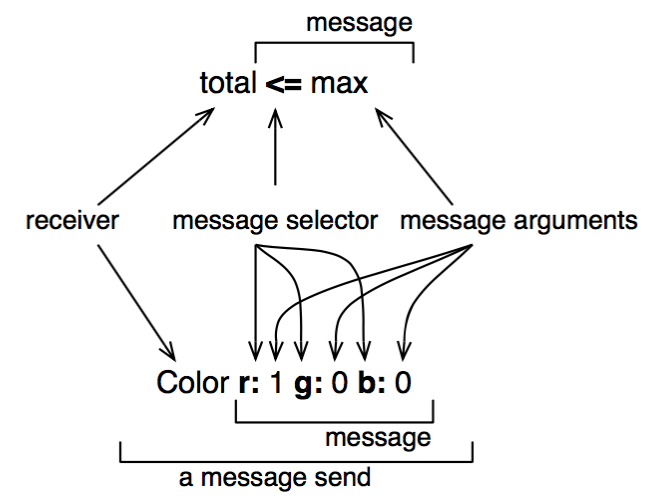 message
total <= max
receiver
message selector
message arguments
Color r: 1 g: 0 b: 0
message
a message send